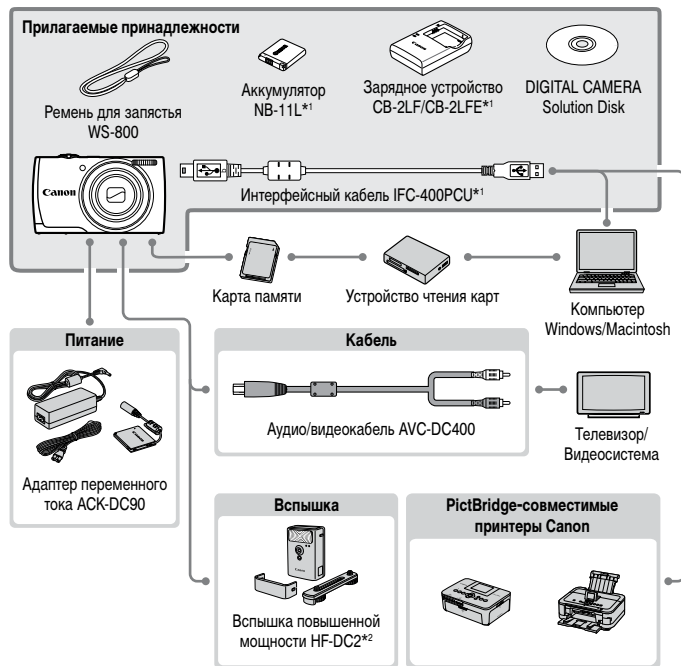 Прилагаемые принадлежности
Ремень для запястья
WS-800
Аккумулятор
NB-11L*1
Зарядное устройство
CB-2LF/CB-2LFE*1
DIGITAL CAMERA
Solution Disk
Canon
Интерфейсный кабель IFC-400PCU*1
Карта памяти
Устройство чтения карт
Компьютер
Windows/Macintosh
Питание
Адаптер переменного
тока ACK-DC90
Кабель
Аудио/видеокабель AVC-DC400
Телевизор/
Видеосистема
Вспышка
Вспышка повышенной
мощности HF-DC2*2
PictBridge-совместимые
принтеры Canon